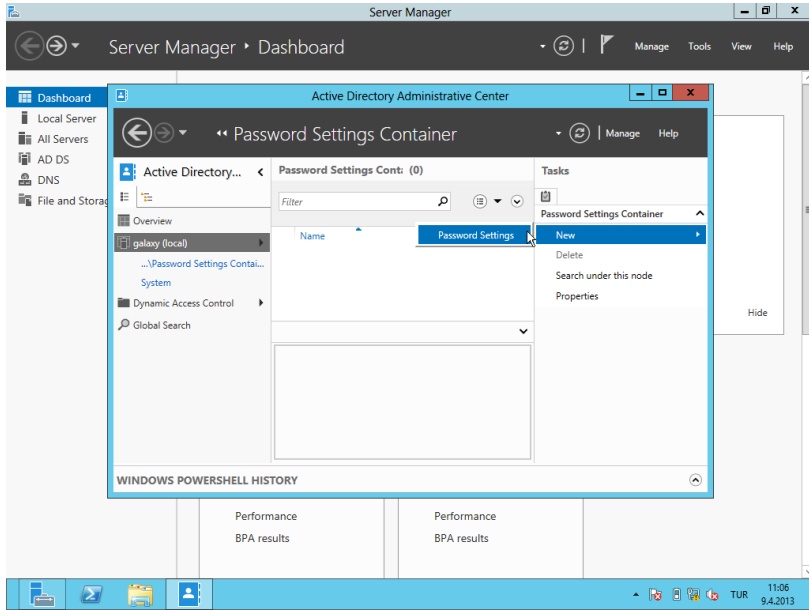 Server Manager
Server Manager • Dashboard
Manage Tools View Help
Dashboard
Local Server
All Servers
AD DS
DNS
File and Storag
Active Directory Administrative Center
Password Settings Container
Manage Help
Active Directory...
Overview
galaxy (local)
...\Password Settings Contai...
System
Dynamic Access Control
Global Search
Password Settings Conta (0)
Filter
Name
Password Settings
Tasks
Password Settings Container
New
Delete
Search under this node
Properties
WINDOWS POWERSHELL HISTORY
Hide
Performance Performance
BPA results BPA results
TUR
11:06
9.4.2013